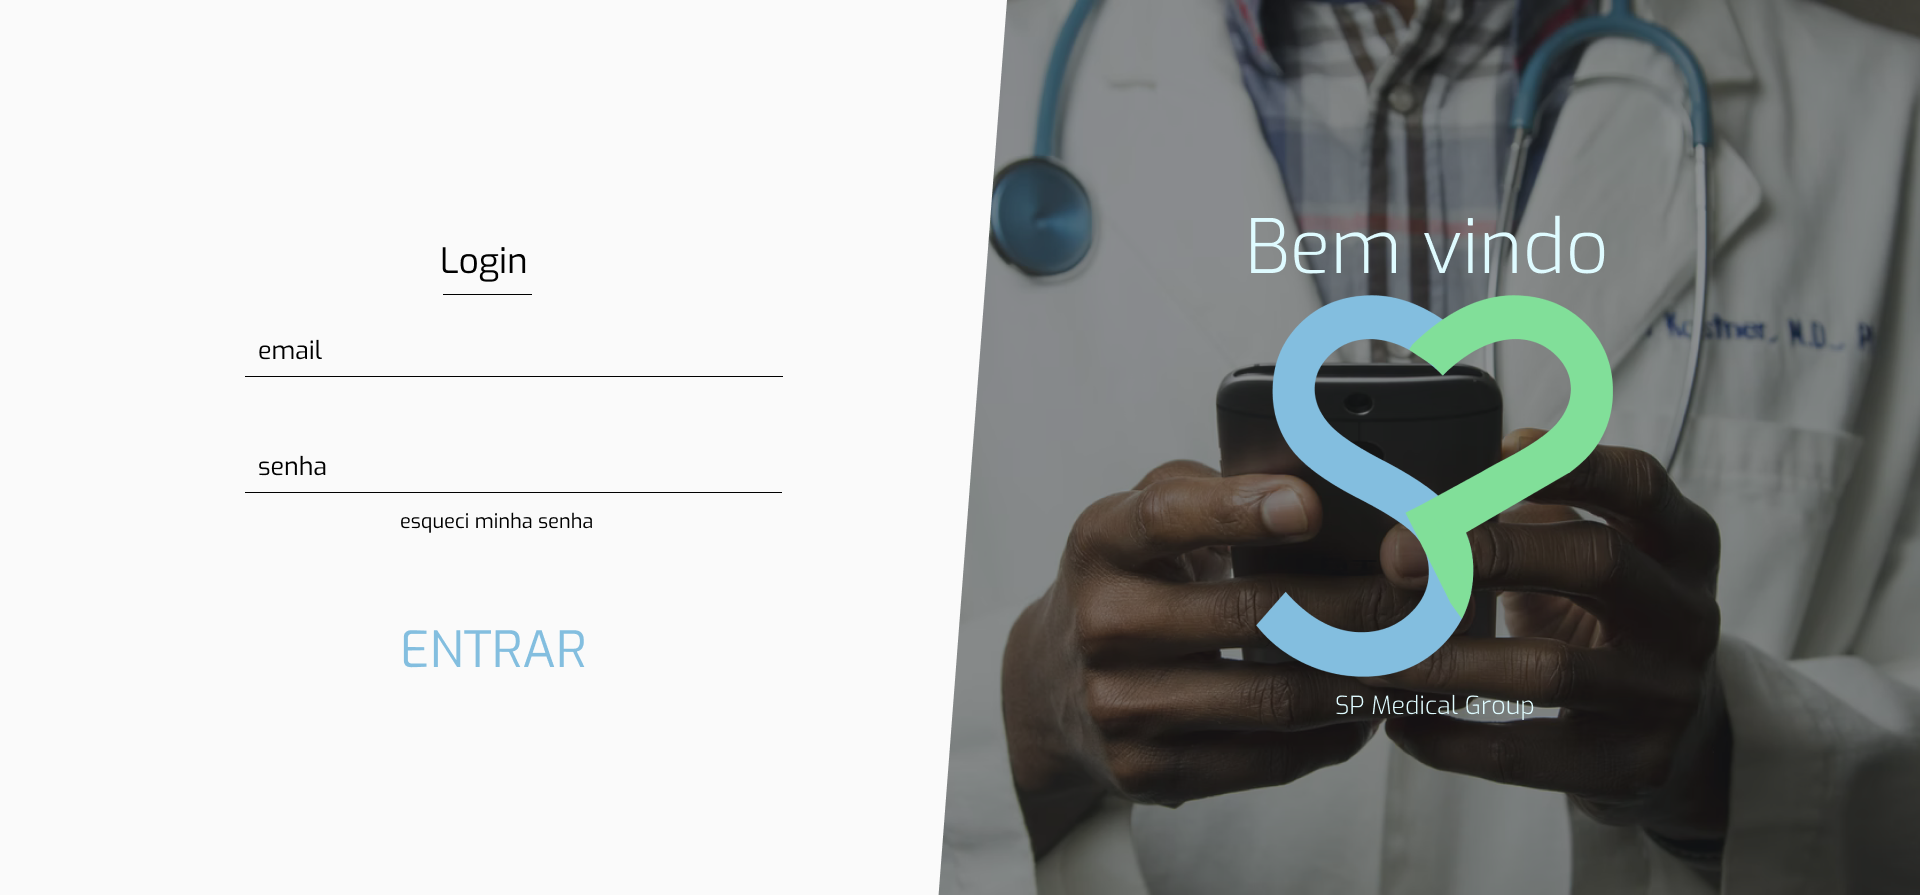 Login
email
senha
esqueci minha senha
ENTRAR
Bem vindo
M.D.
SP Medical Group